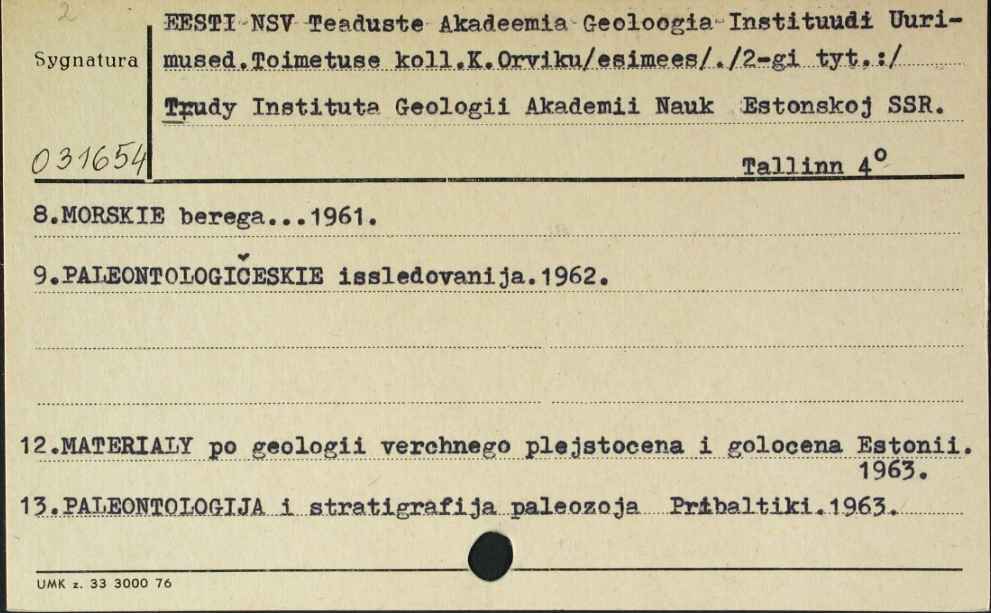 2
EESTI NSV Teaduste Akadeemia Geoloogia Instituudi Uuri-
Sygnatura
mused.Toimetuse koll.K.Orviku/esimees/./2-gi tyt.:/
Trudy Instituta Geologii Akademii Nauk Estonskoj SSR.
031654
Tallinn 4°
8.MORSKIE berega...1961.
9.PALEONTOLOGIČESKIE issledovanija.1962.
12.MATERIALY po geologii verchnego plejstocena i golocena Estonii.
1963.
13.PALEONTOLOGIJA i stratigrafija paleozoja Pribaltiki.1963.
UMK z. 33 3000 76